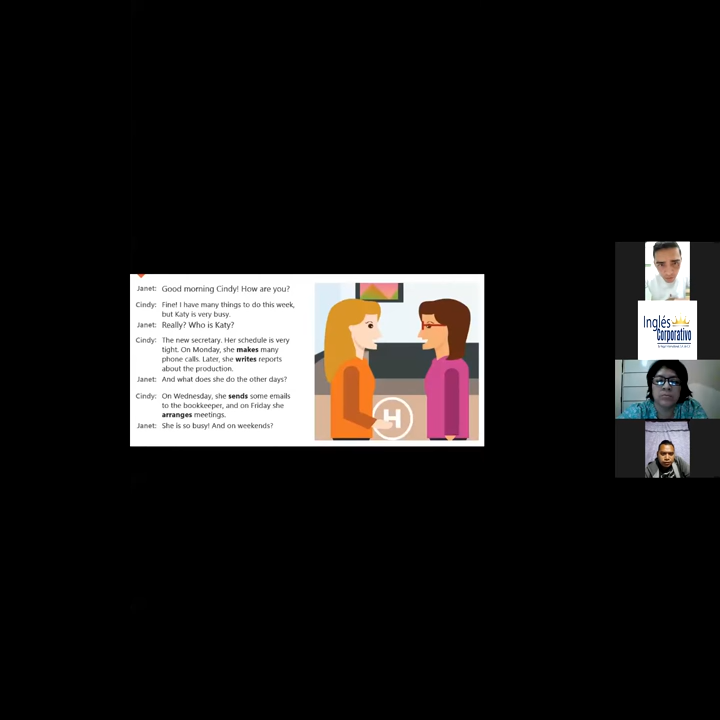 Janet: Good morning Cindy! How are you?
Cindy: Fine! I have many things to do this week,
but Katy is very busy.
Janet: Really? Who is Katy?
Cindy: The new secretary. Her schedule is very
tight. On Monday, she makes many
phone calls. Later, she writes reports
about the production.
Janet: And what does she do the other days?
Cindy: On Wednesday, she sends some emails
to the bookkeeper, and on Friday she
arranges meetings.
Janet: She is so busy! And on weekends?
H
Inglés
Corporativo